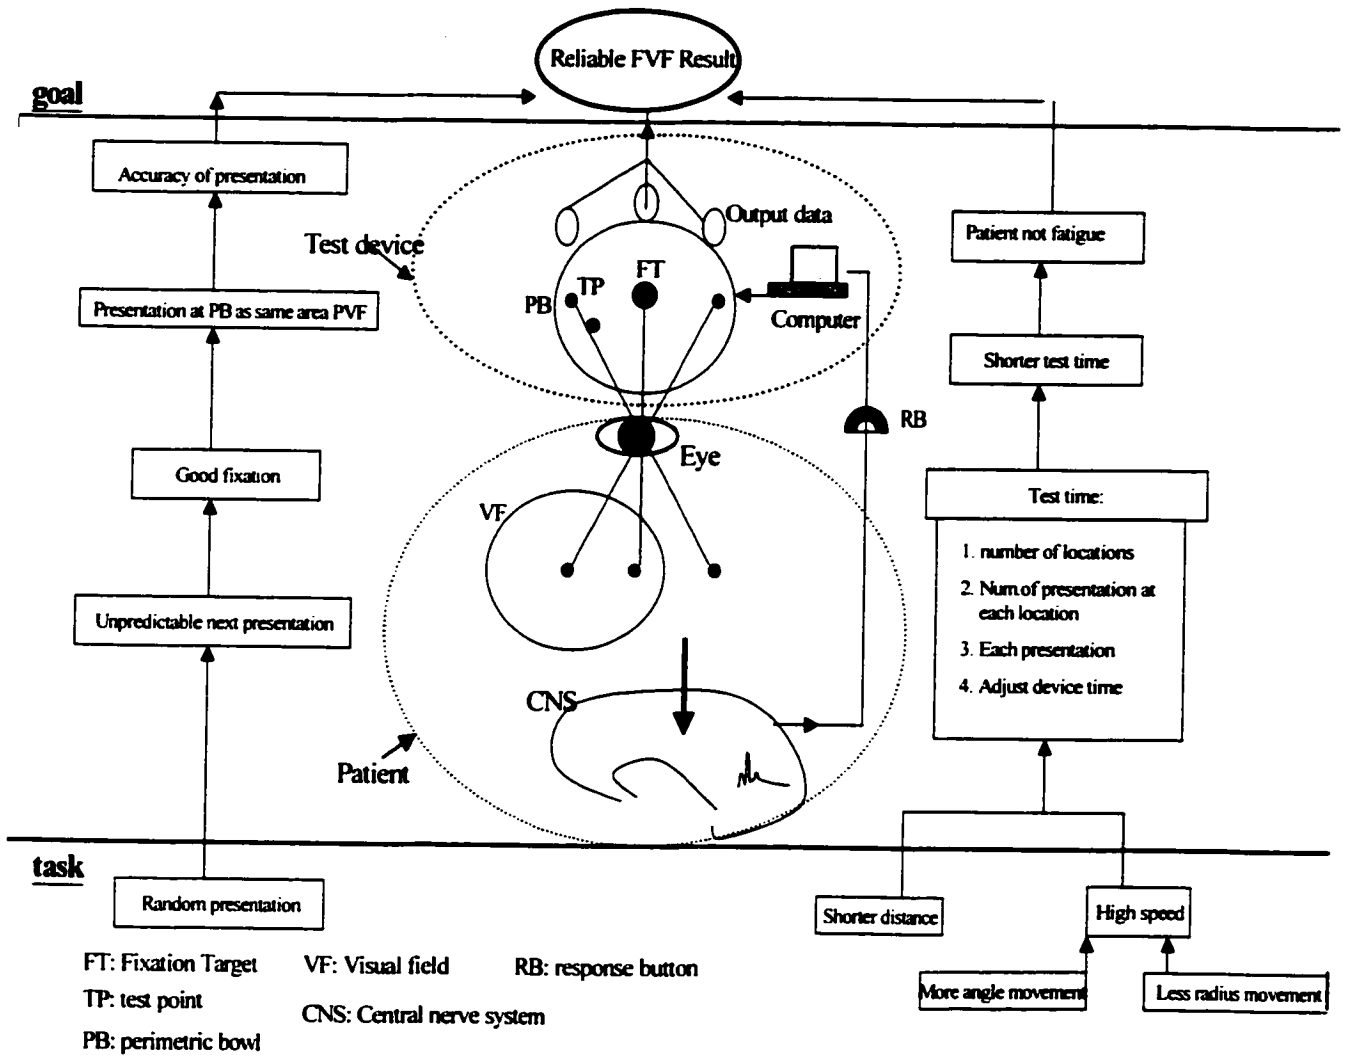 Reliable FVF Result
goal
Accuracy of presentation
Output data
Test device
Patient not fatigue
FT
TP
PB
Presentation at PB as same area PVF
Computer
Shorter test time
RB
Eye
Good fixation
Test time:
VF
1. number of locations
2. Num.of presentation at
each location
Unpredictable next presentation
3. Each presentation
4. Adjust device time
CNS
Patient
task
Random presentation
Shorter distance
High speed
More angle movement
Less radius movement
FT: Fixation Target
VF: Visual field
RB: response button
TP: test point
CNS: Central nerve system
PB: perimetric bowl